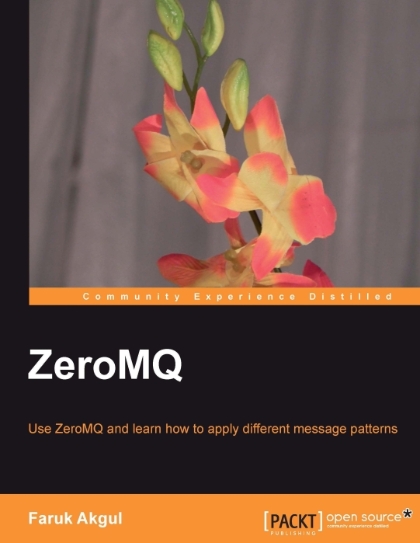 Community Experience Distilled
ZeroMQ
Use ZeroMQ and learn how to apply different message patterns
Faruk Akgul
[PACKT] open source*
PUBLISHING community experience distilled